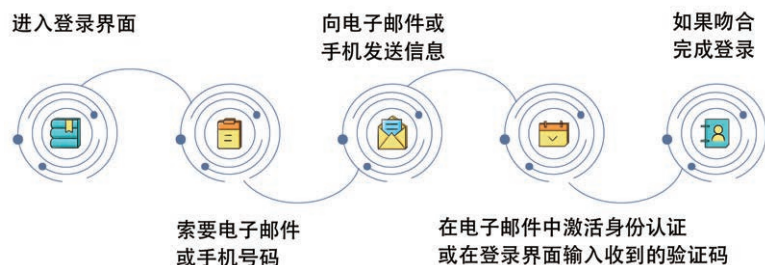 进入登录界面
索要电子邮件
或手机号码
向电子邮件或
手机发送信息
在电子邮件中激活身份认证
或在登录界面输入收到的验证码
如果吻合
完成登录